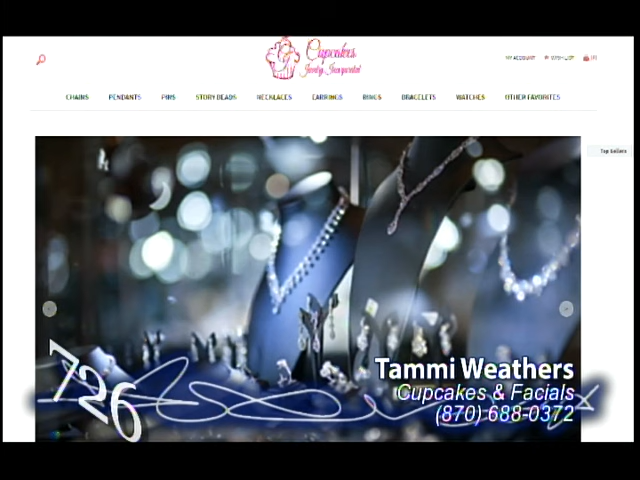 Cupcakes
Jewelry, Incorporated
MY ACCOUNT WISH LIST (0)
CHAINS PENDANTS PINS STORY BEADS NECKLACES EARRINGS RINGS BRACELETS WATCHES OTHER FAVORITES
Top Sellers
726
Tammi Weathers
Cupcakes & Facials
(870) 688-0372